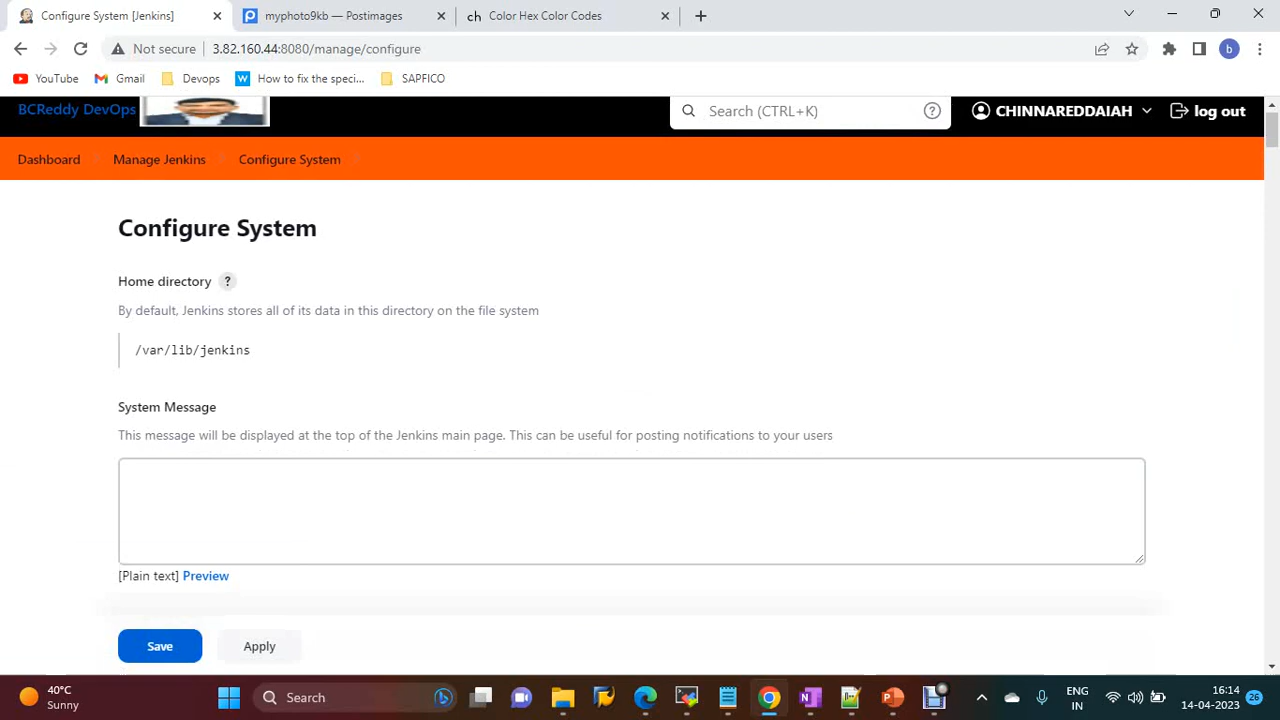 Configure System [Jenkins]
myphoto9kb — Postimages
ch Color Hex Color Codes
Not secure 3.82.160.44:8080/manage/configure
b
YouTube
Gmail
Devops
W How to fix the speci...
SAPFICO
BCReddy DevOps
Search (CTRL+K)
?
CHINNAREDDAIAH
log out
Dashboard
Manage Jenkins
Configure System
Configure System
Home directory ?
By default, Jenkins stores all of its data in this directory on the file system
/var/lib/jenkins
System Message
This message will be displayed at the top of the Jenkins main page. This can be useful for posting notifications to your users
[Plain text] Preview
Save
Apply
40°C
Sunny
Search
ENG
IN
16:14
14-04-2023
26